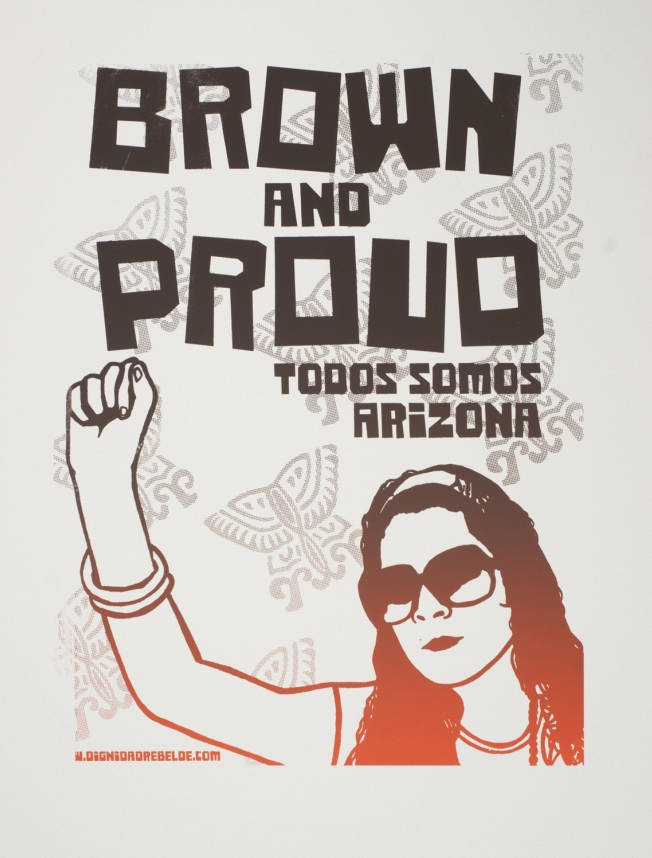 BROWN
AND
PROUD
TODOS SOMOS
ARIZONA
W.DIGNIDADREBELDE.COM